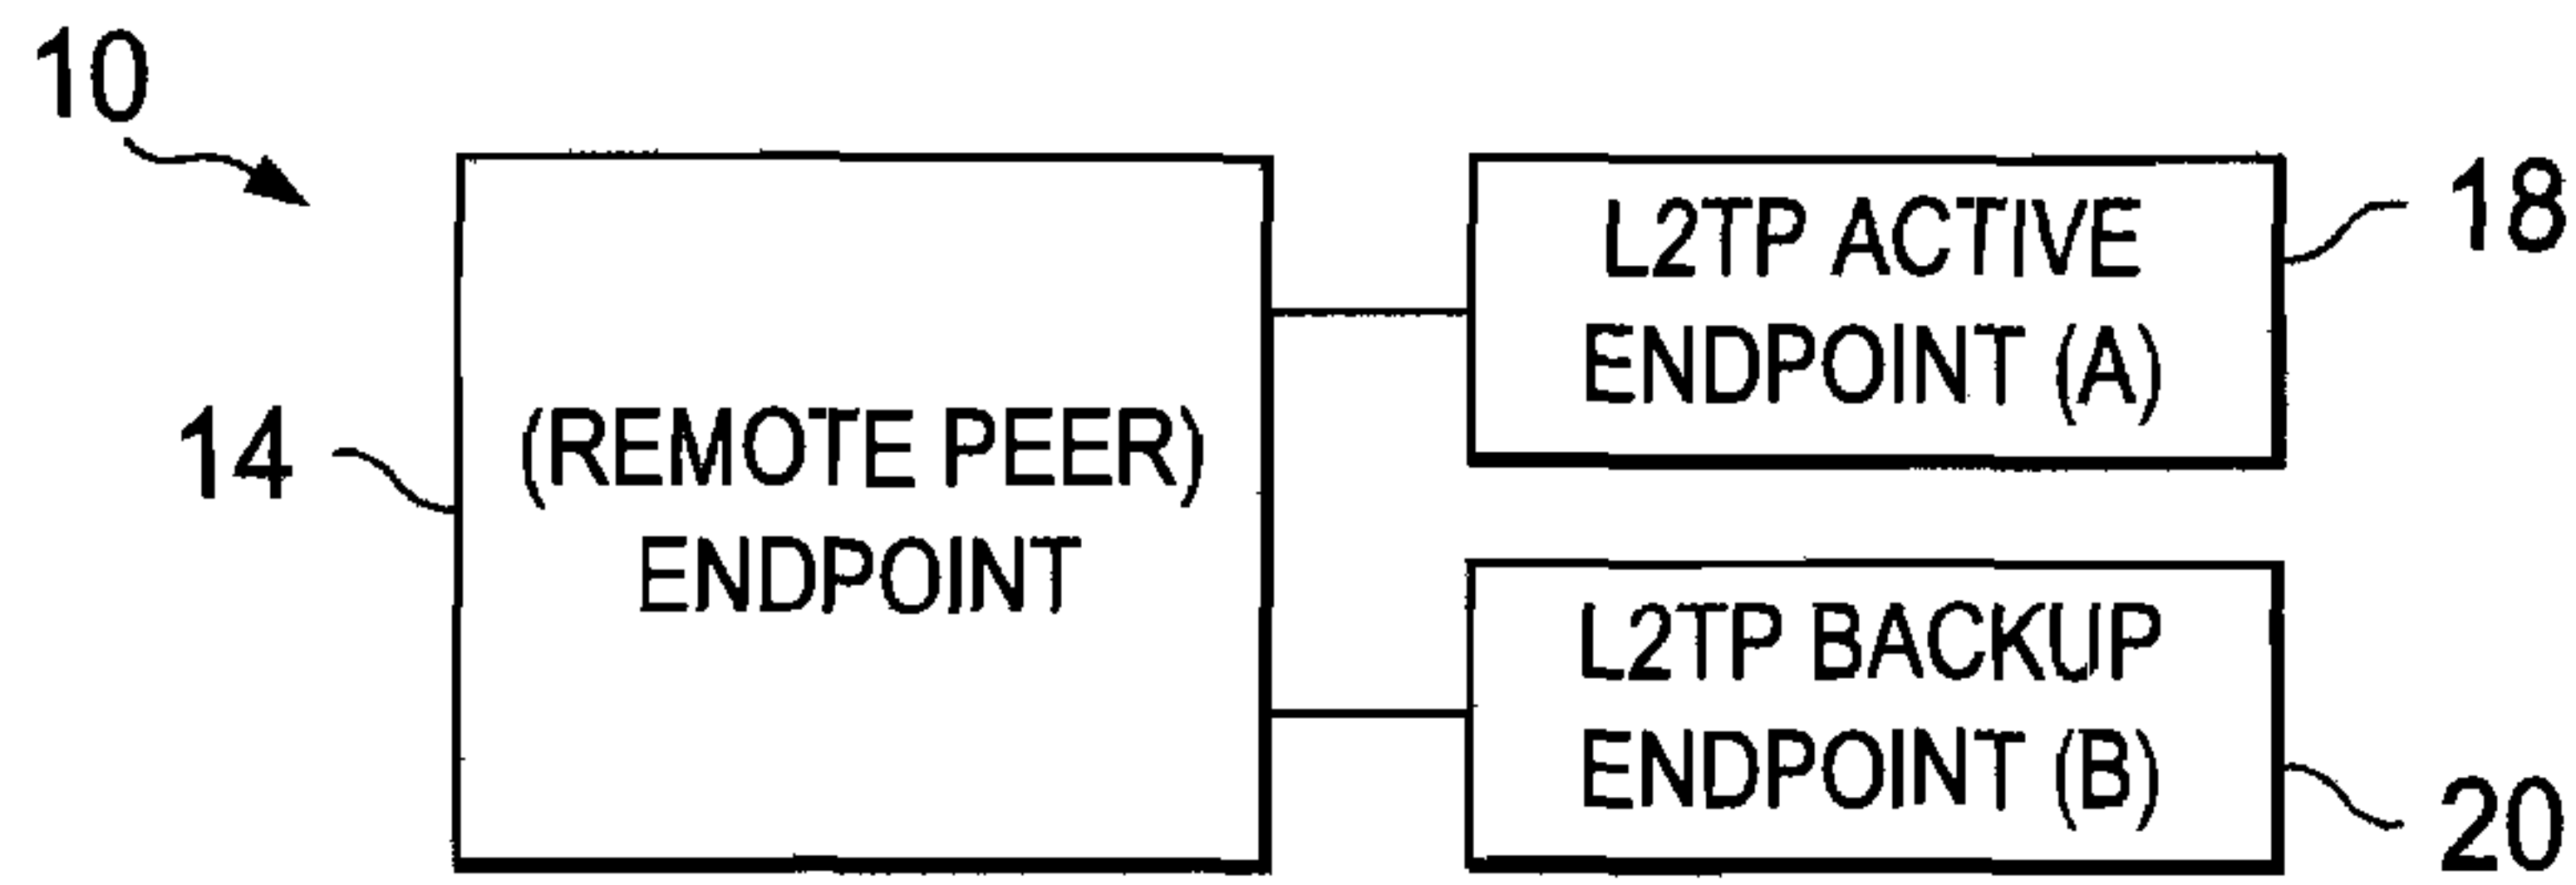 10
14
(REMOTE PEER)
ENDPOINT
L2TP ACTIVE
ENDPOINT (A)
18
L2TP BACKUP
ENDPOINT (B)
20